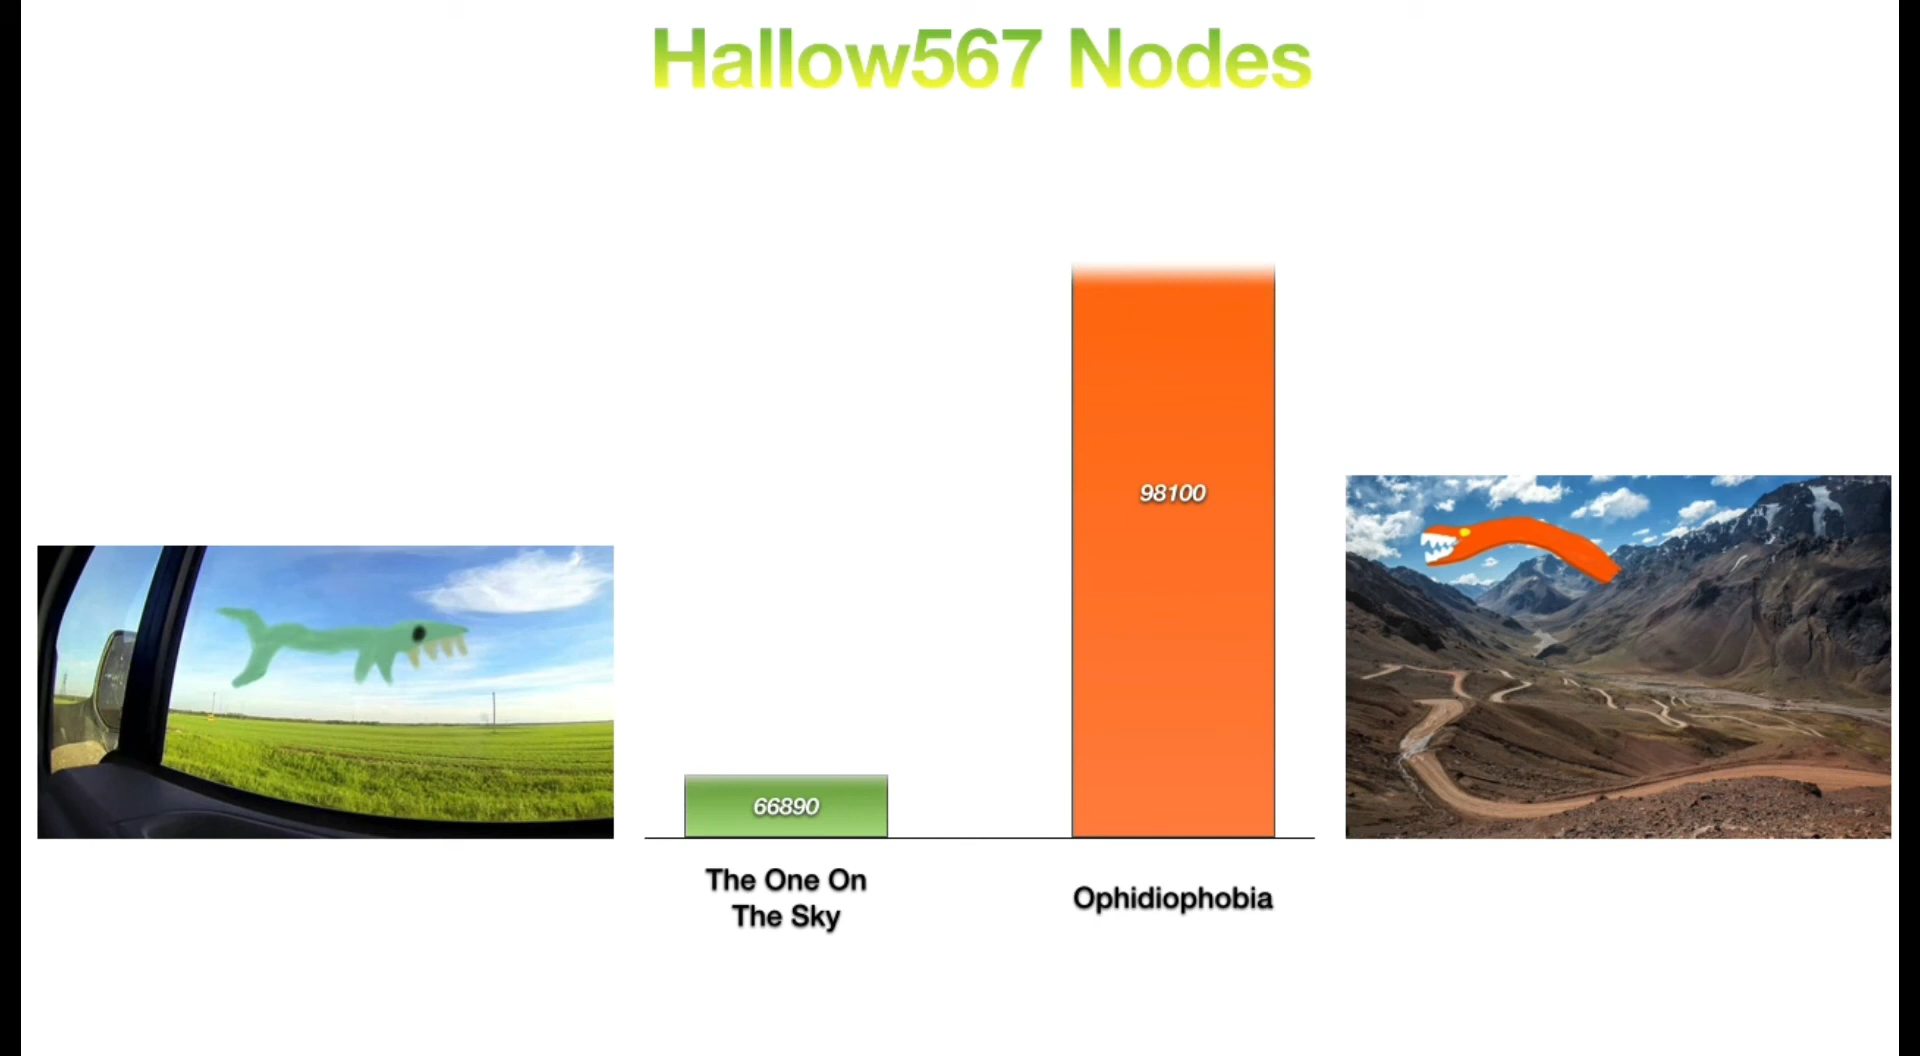 Hallow567 Nodes
98100
66890
The One On
The Sky
Ophidiophobia